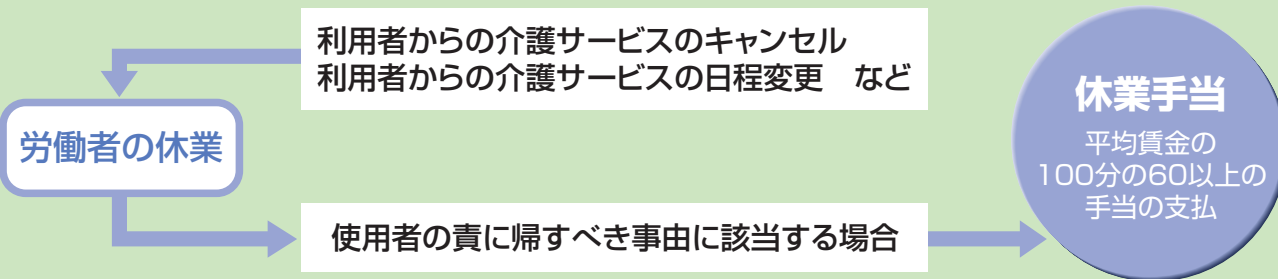 利用者からの介護サービスのキャンセル
利用者からの介護サービスの日程変更　など
労働者の休業
使用者の責に帰すべき事由に該当する場合
休業手当
平均賃金の
100分の60以上の
手当の支払